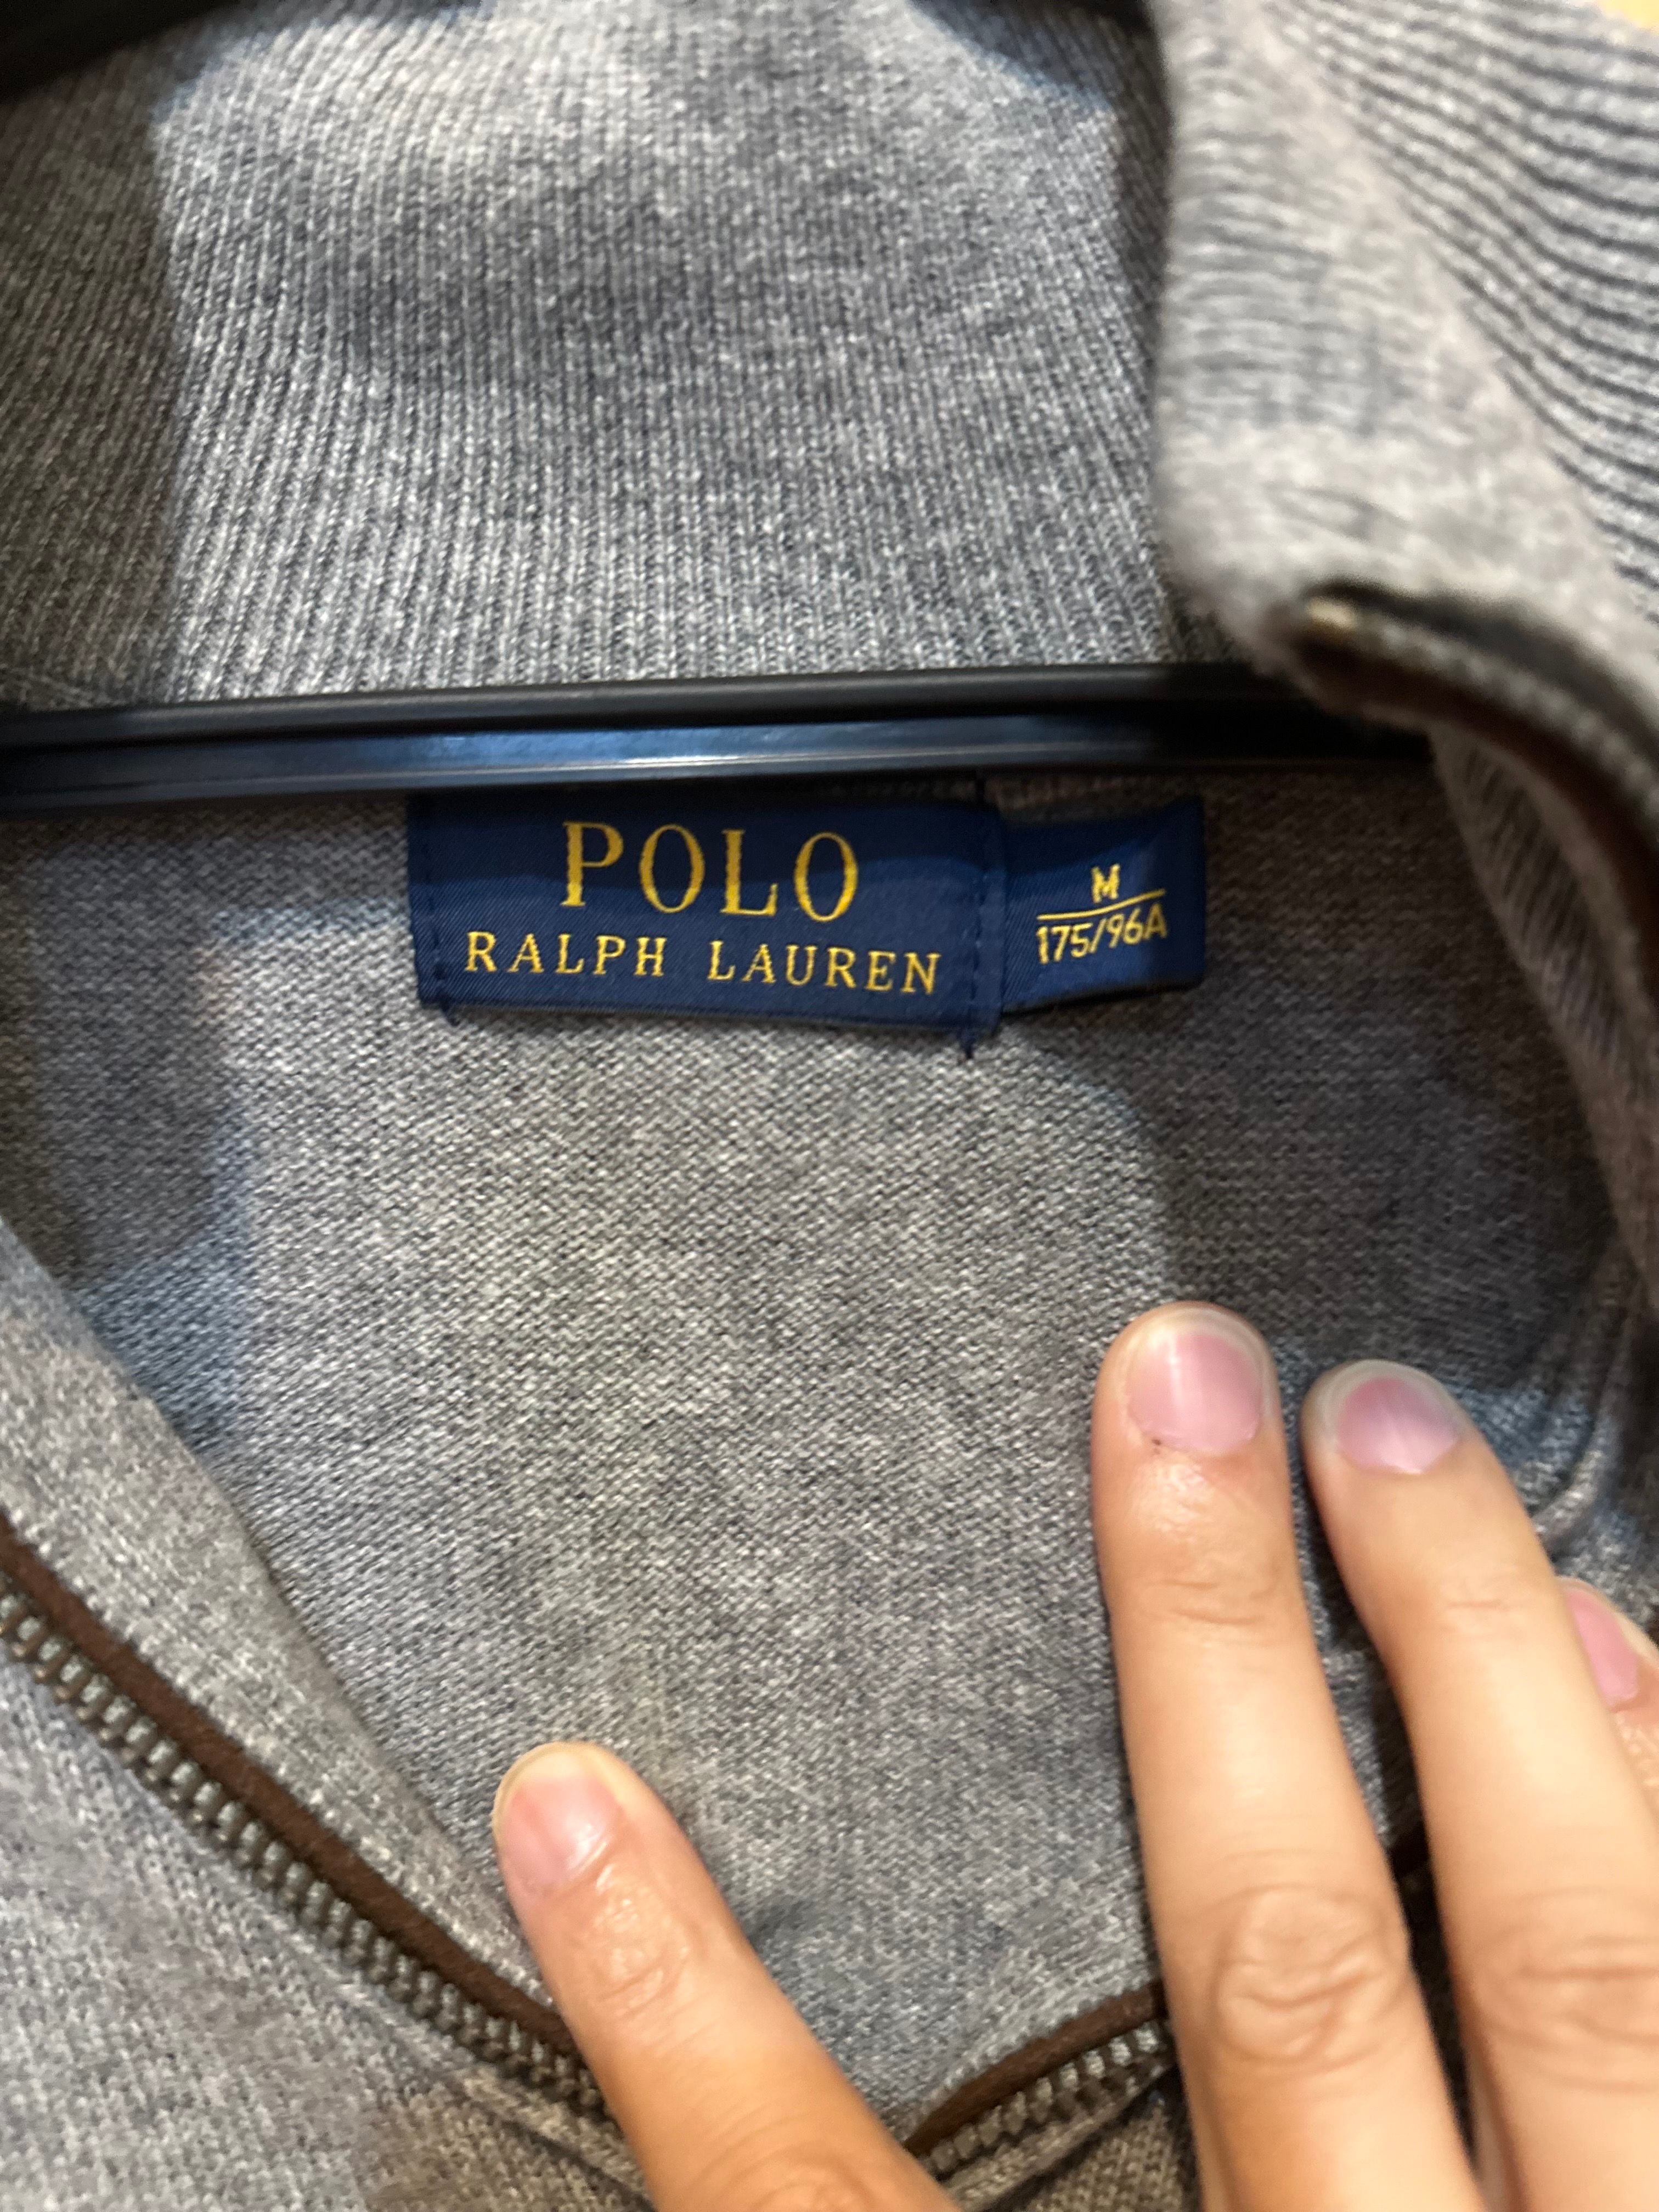 POLO
RALPH LAUREN
M
175/96A